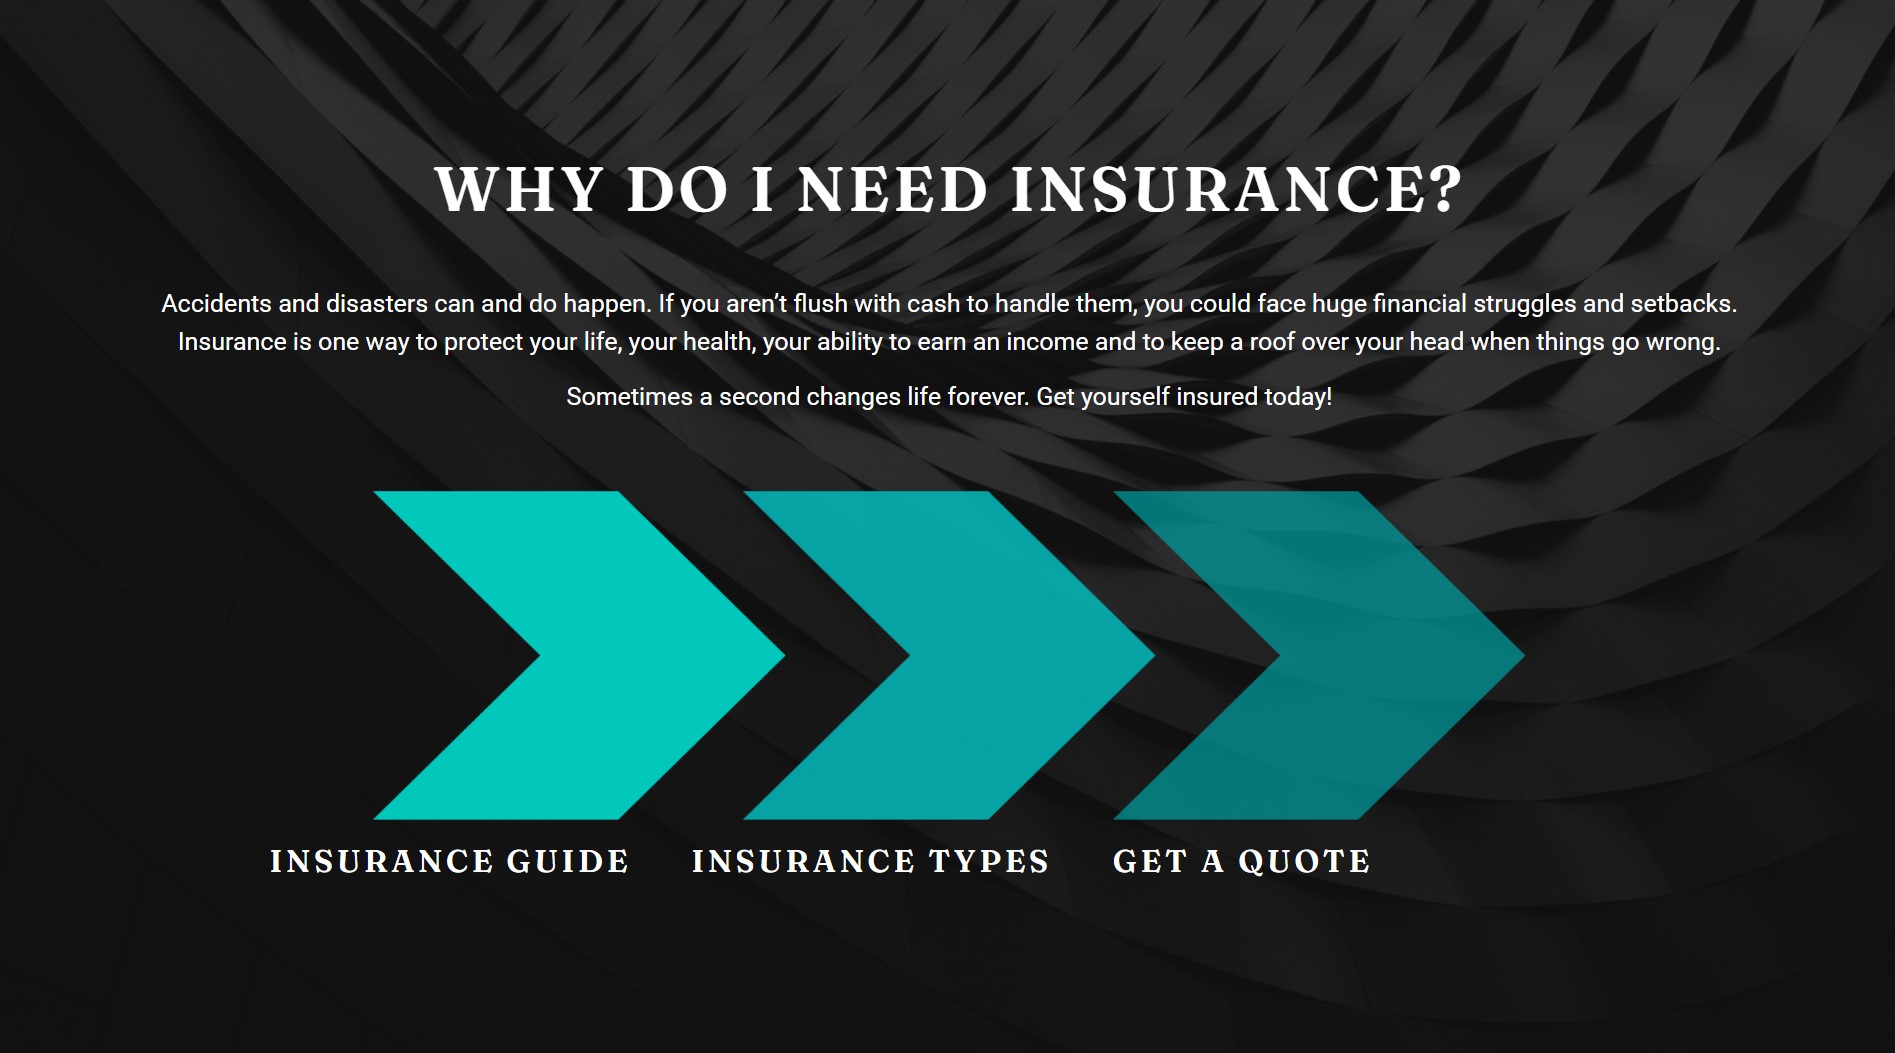 WHY DO I NEED INSURANCE?
Accidents and disasters can and do happen. If you aren’t flush with cash to handle them, you could face huge financial struggles and setbacks.
Insurance is one way to protect your life, your health, your ability to earn an income and to keep a roof over your head when things go wrong.
Sometimes a second changes life forever. Get yourself insured today!
INSURANCE GUIDE INSURANCE TYPES GET A QUOTE